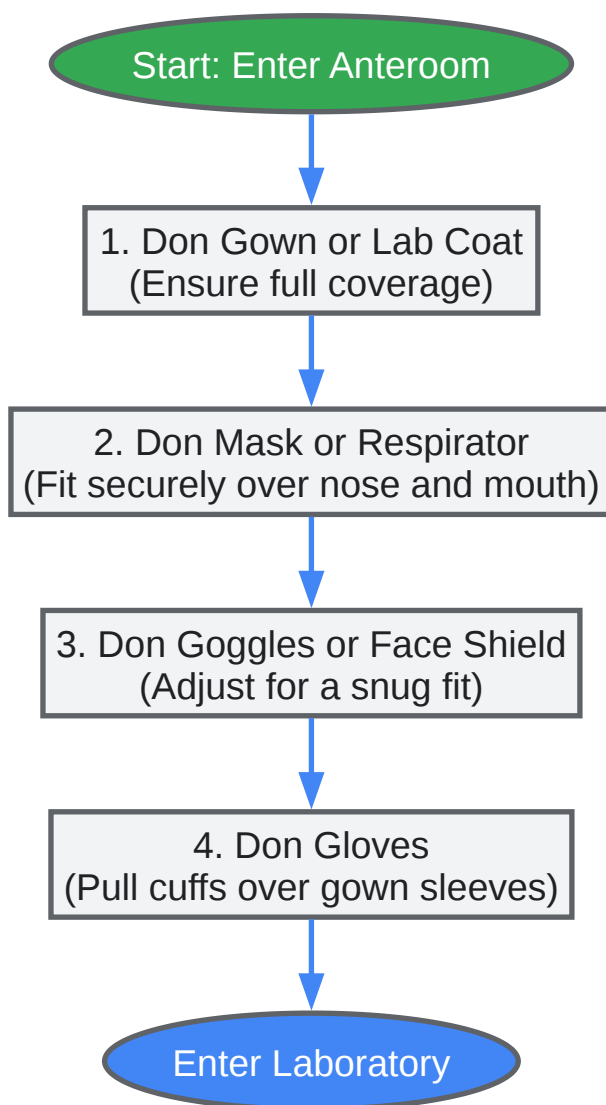 Start: Enter Anteroom
1. Don Gown or Lab Coat
(Ensure full coverage)
2. Don Mask or Respirator
(Fit securely over nose and mouth)
3. Don Goggles or Face Shield
(Adjust for a snug fit)
4. Don Gloves
(Pull cuffs over gown sleeves)
Enter Laboratory